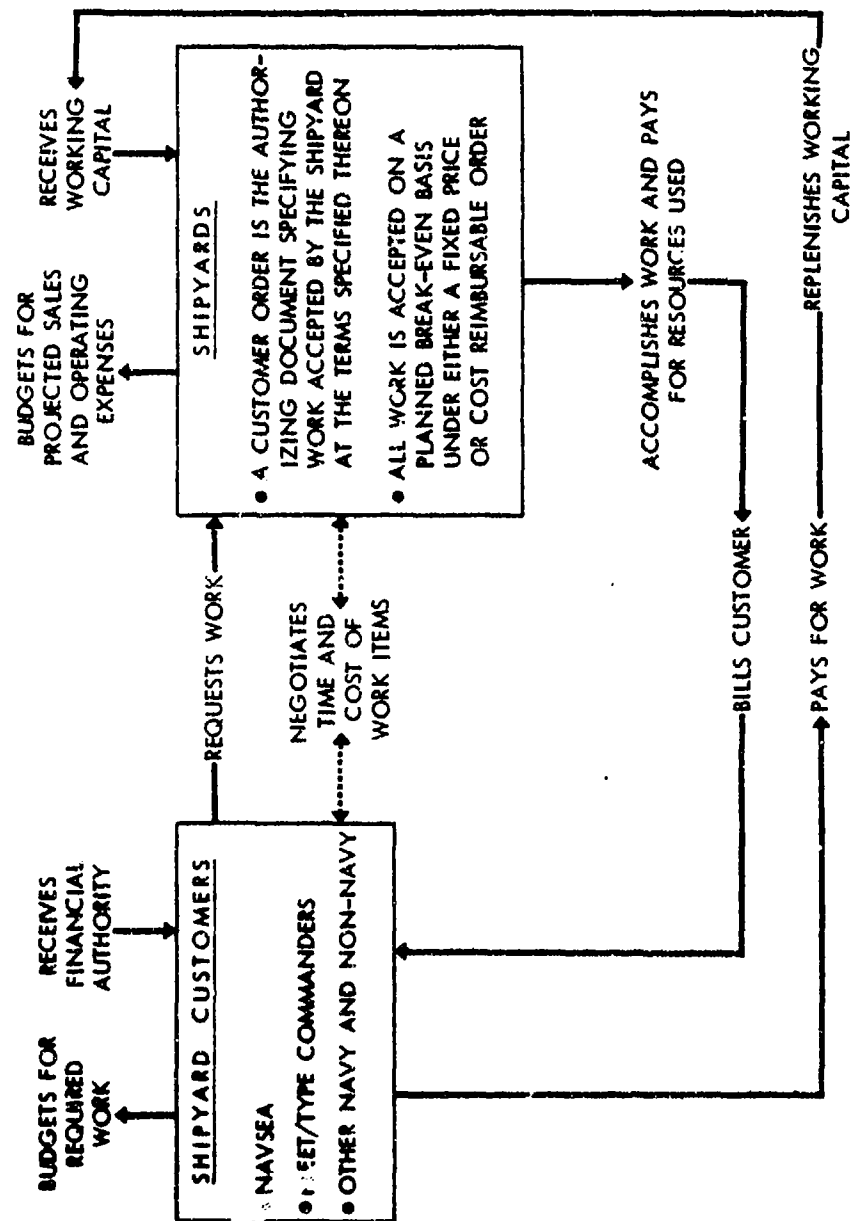 BUDGETS FOR
REQUIRED
WORK
RECEIVES
FINANCIAL
AUTHORITY
SHIPYARD CUSTOMERS
• NAVSEA
• FLEET/TYPE COMMANDERS
• OTHER NAVY AND NON-NAVY
REQUESTS WORK
NEGOTIATES
TIME AND
COST OF
WORK ITEMS
BUDGETS FOR
PROJECTED SALES
AND OPERATING
EXPENSES
RECEIVES
WORKING
CAPITAL
SHIPYARDS
• A CUSTOMER ORDER IS THE AUTHOR-
IZING DOCUMENT SPECIFYING
WORK ACCEPTED BY THE SHIPYARD
AT THE TERMS SPECIFIED THEREON
• ALL WORK IS ACCEPTED ON A
PLANNED BREAK-EVEN BASIS
UNDER EITHER A FIXED PRICE
OR COST REIMBURSABLE ORDER
ACCOMPLISHES WORK AND PAYS
FOR RESOURCES USED
BILLS CUSTOMER
PAYS FOR WORK
REPLENISHES WORKING
CAPITAL